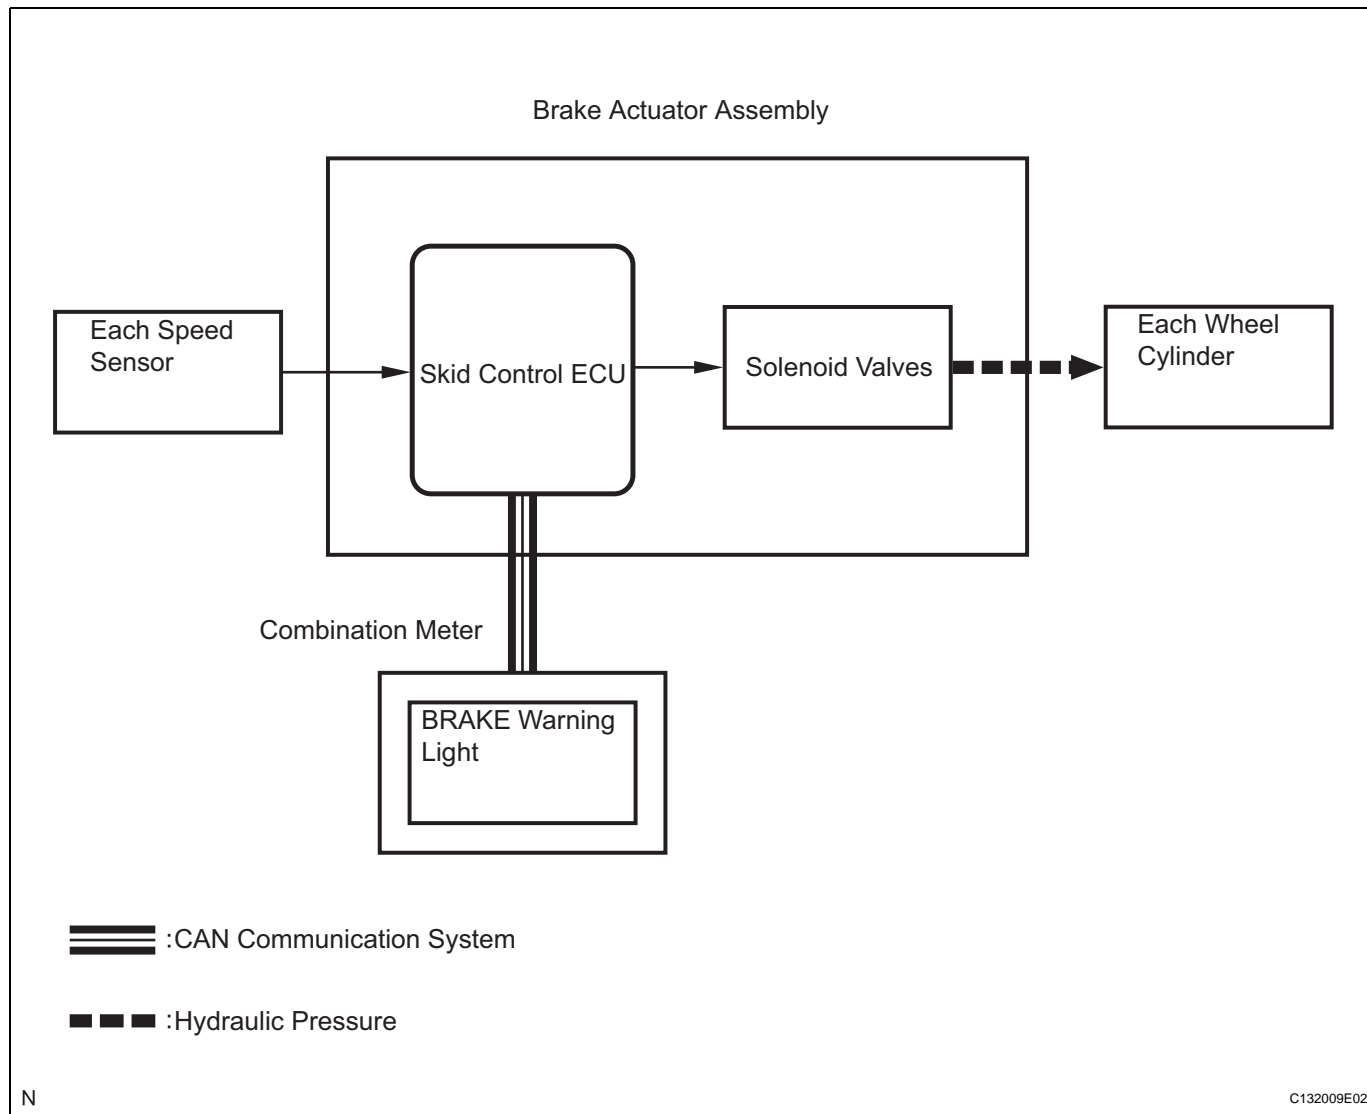 Brake Actuator Assembly
Each Speed
Sensor
Skid Control ECU
Solenoid Valves
Each Wheel
Cylinder
Combination Meter
BRAKE Warning
Light
:CAN Communication System
:Hydraulic Pressure
N
C132009E02